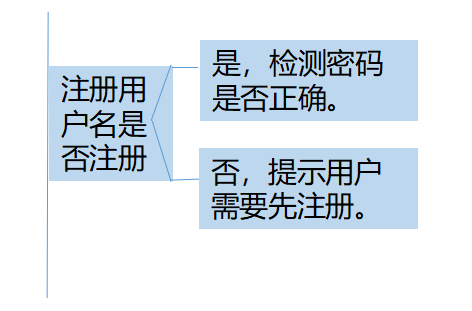 注册用
户名是
否注册
是，检测密码
是否正确。
否，提示用户
需要先注册。